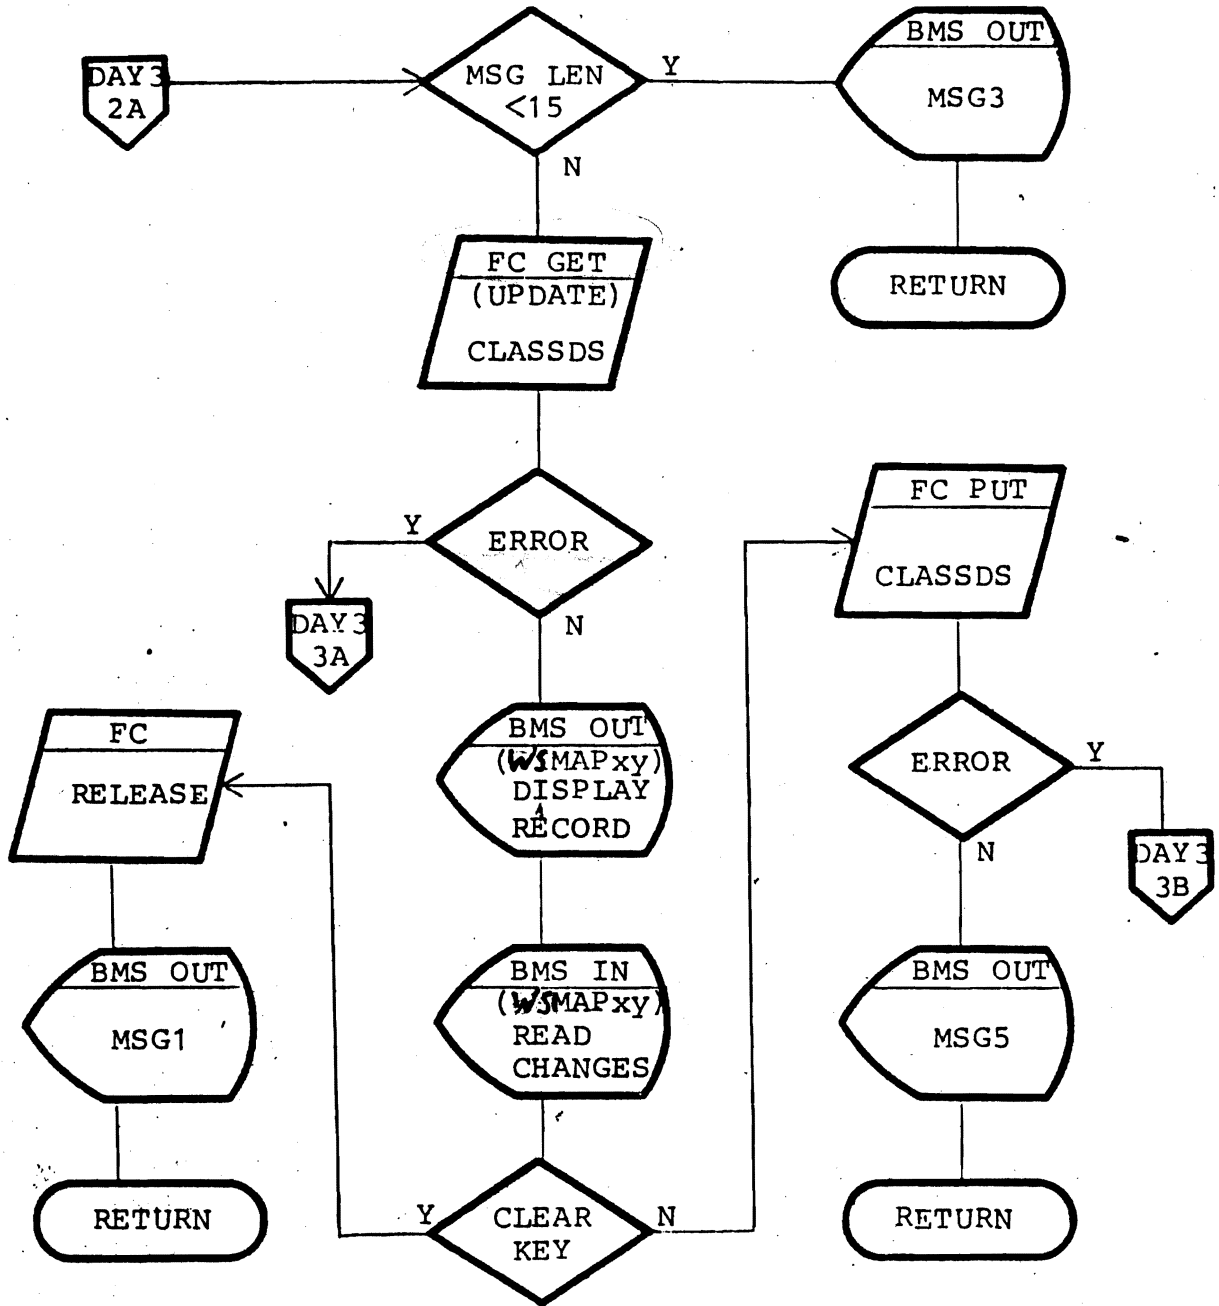 DAY3
2A
MSG LEN
<15
Y
N
BMS OUT
MSG3
RETURN
FC GET
(UPDATE)
CLASSDS
ERROR
Y
N
DAY3
3A
BMS OUT
(WSMAPxy)
DISPLAY
RECORD
BMS IN
(WSMAPxy)
READ
CHANGES
CLEAR
KEY
Y
N
FC
RELEASE
BMS OUT
MSG1
RETURN
FC PUT
CLASSDS
ERROR
Y
N
DAY3
3B
BMS OUT
MSG5
RETURN